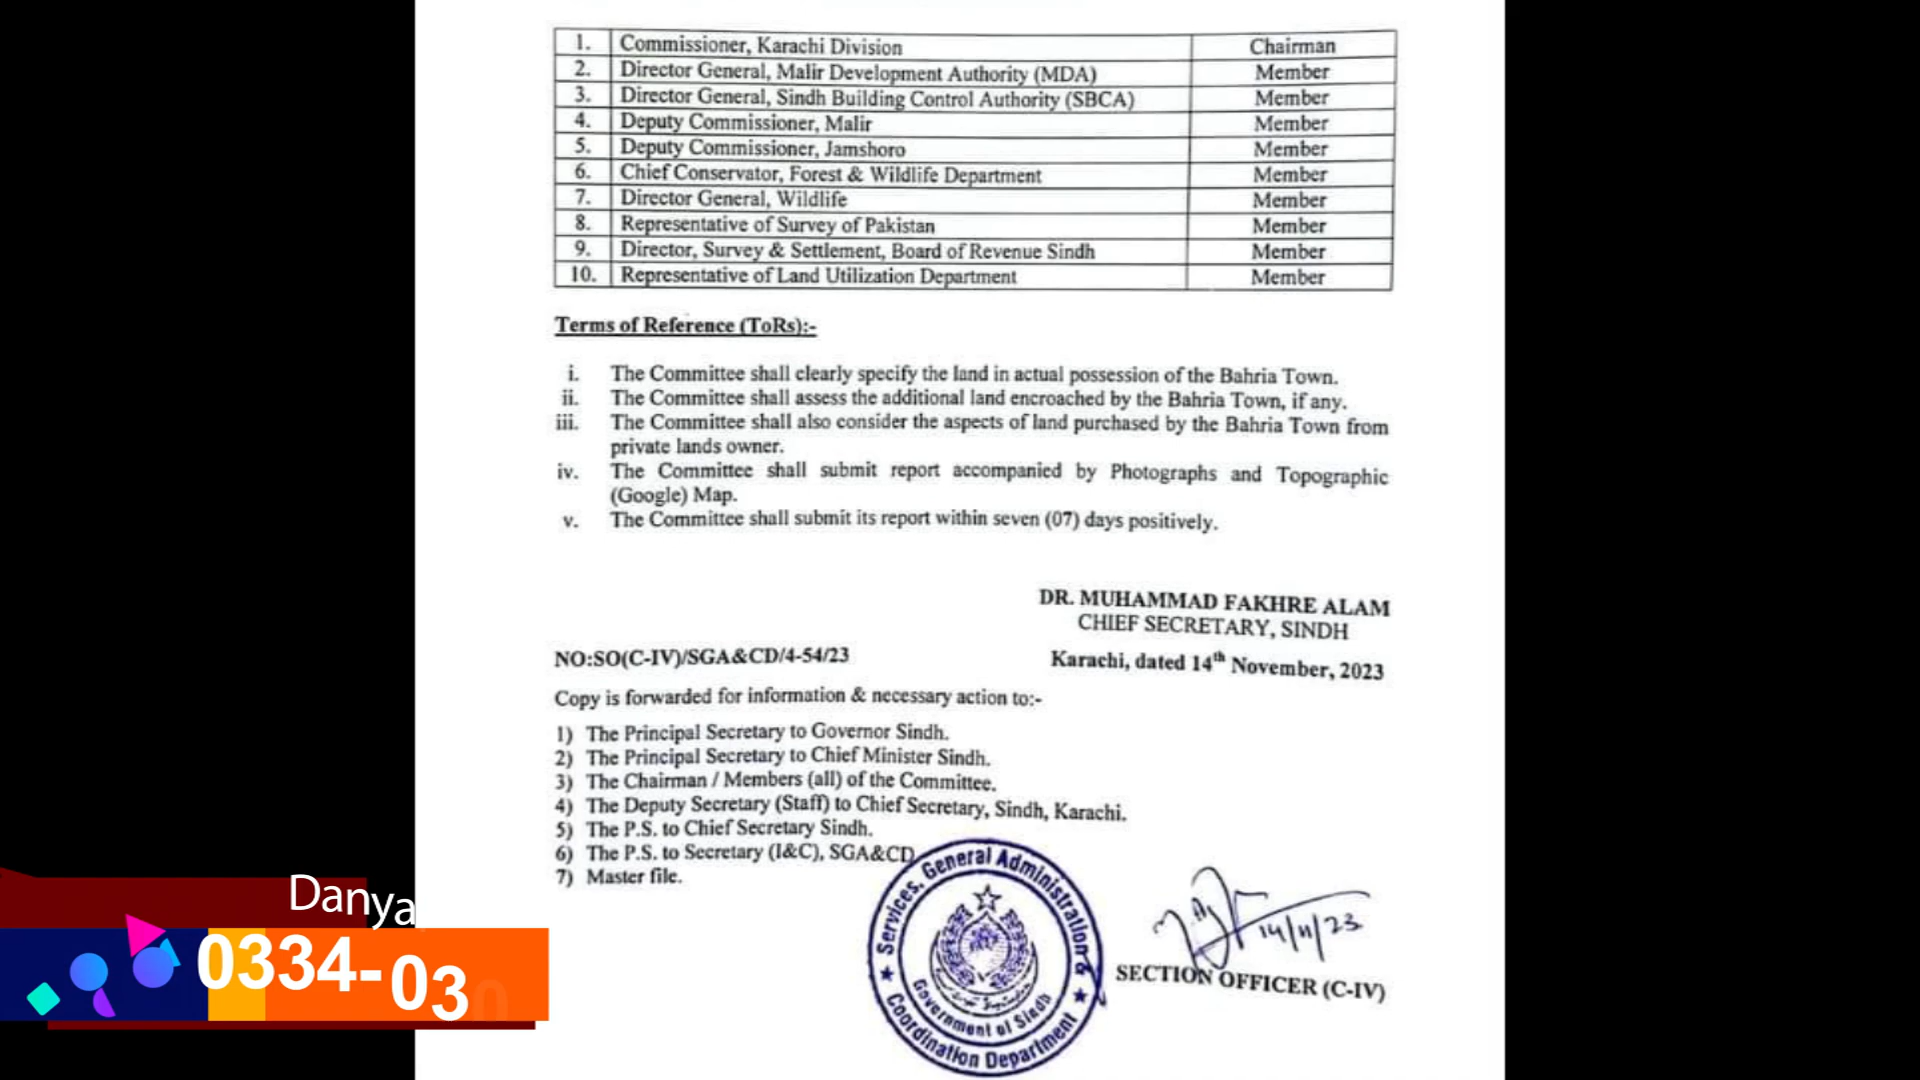 1. Commissioner, Karachi Division Chairman
2. Director General, Malir Development Authority (MDA) Member
3. Director General, Sindh Building Control Authority (SBCA) Member
4. Deputy Commissioner, Malir Member
5. Deputy Commissioner, Jamshoro Member
6. Chief Conservator, Forest & Wildlife Department Member
7. Director General, Wildlife Member
8. Representative of Survey of Pakistan Member
9. Director, Survey & Settlement, Board of Revenue Sindh Member
10. Representative of Land Utilization Department Member
Terms of Reference (ToRs):-
i. The Committee shall clearly specify the land in actual possession of the Bahria Town.
ii. The Committee shall assess the additional land encroached by the Bahria Town, if any.
iii. The Committee shall also consider the aspects of land purchased by the Bahria Town from
private lands owner.
iv. The Committee shall submit report accompanied by Photographs and Topographic
(Google) Map.
v. The Committee shall submit its report within seven (07) days positively.
DR. MUHAMMAD FAKHRE ALAM
CHIEF SECRETARY, SINDH
NO:SO(C-IV)/SGA&CD/4-54/23
Karachi, dated 14th November, 2023
Copy is forwarded for information & necessary action to:-
1) The Principal Secretary to Governor Sindh.
2) The Principal Secretary to Chief Minister Sindh.
3) The Chairman / Members (all) of the Committee.
4) The Deputy Secretary (Staff) to Chief Secretary, Sindh, Karachi.
5) The P.S. to Chief Secretary Sindh.
6) The P.S. to Secretary (I&C), SGA&CD
7) Master file.
Services, General Administration &
Coordination Department
Government of Sindh
14/11/23
SECTION OFFICER (C-IV)
Danya
0334-030